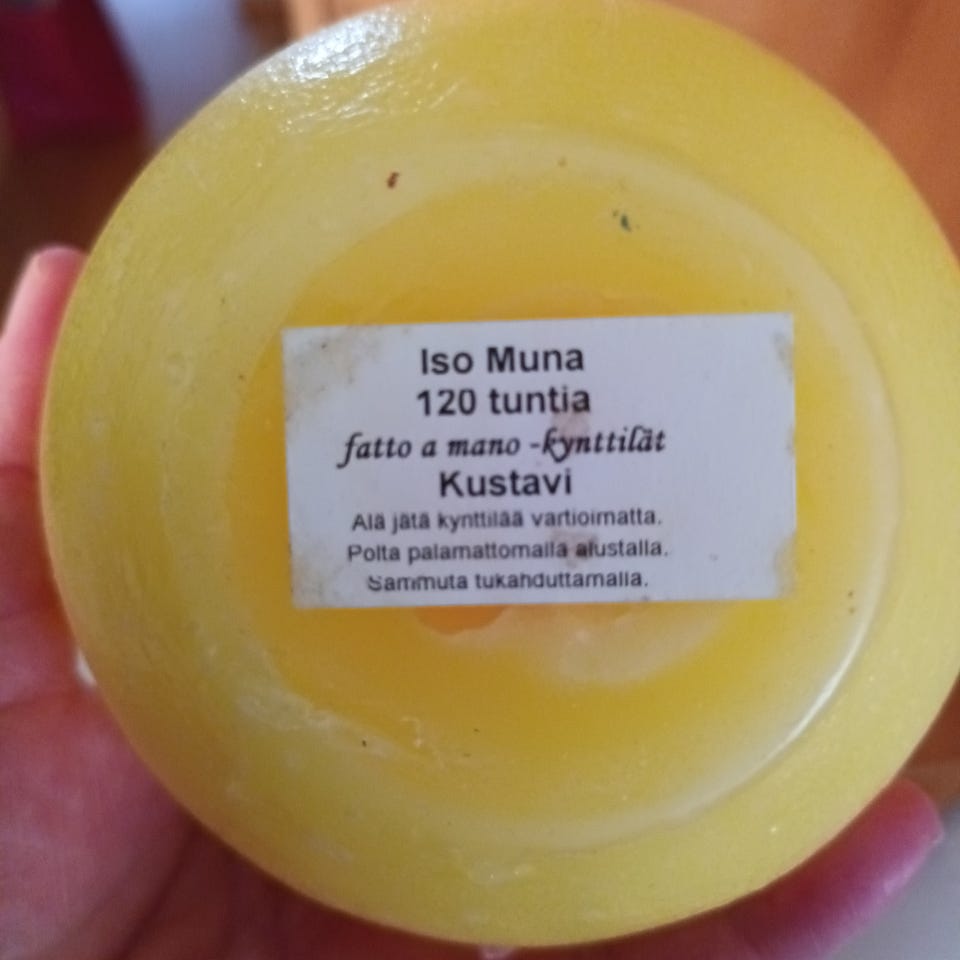 Iso Muna
120 tuntia
fatto a mano -kynttilät
Kustavi
Älä jätä kynttilää vartioimatta.
Polta palamattomalla alustalla.
Sammuta tukahduttamalla.